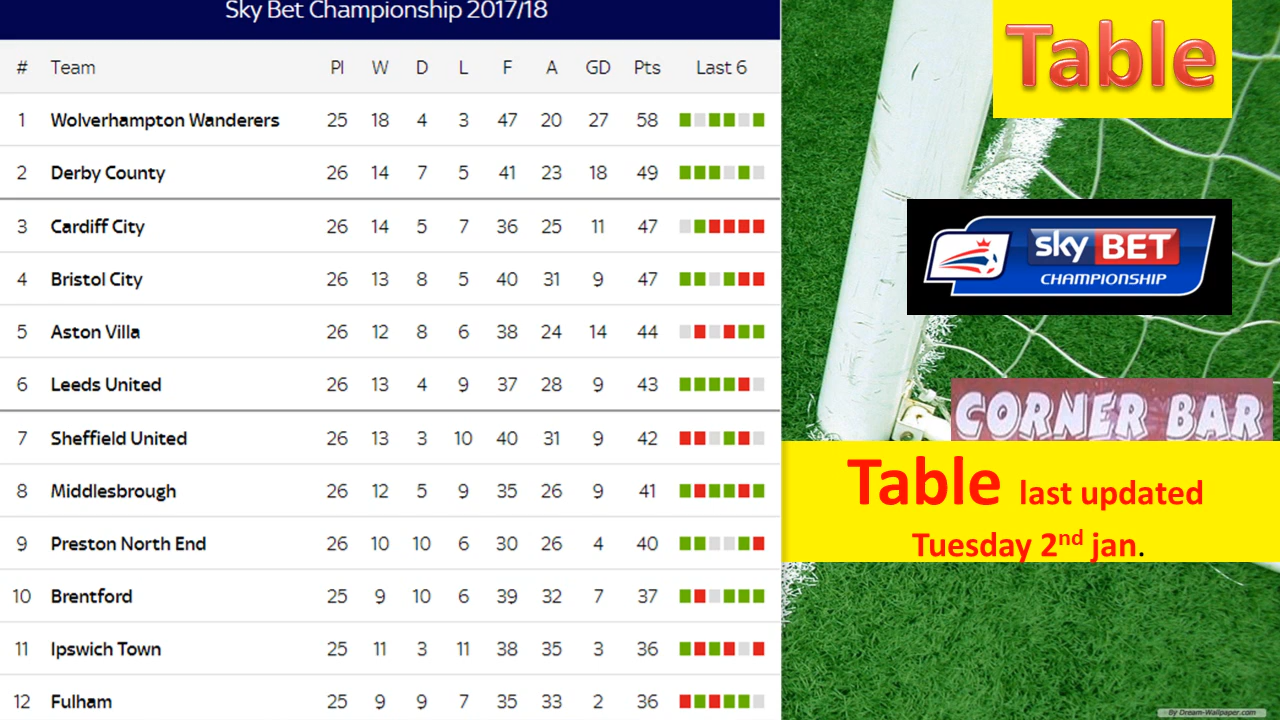 Sky Bet Championship 2017/18
# Team Pl W D L F A GD Pts Last 6
1 Wolverhampton Wanderers 25 18 4 3 47 20 27 58
2 Derby County 26 14 7 5 41 23 18 49
3 Cardiff City 26 14 5 7 36 25 11 47
4 Bristol City 26 13 8 5 40 31 9 47
5 Aston Villa 26 12 8 6 38 24 14 44
6 Leeds United 26 13 4 9 37 28 9 43
7 Sheffield United 26 13 3 10 40 31 9 42
8 Middlesbrough 26 12 5 9 35 26 9 41
9 Preston North End 26 10 10 6 30 26 4 40
10 Brentford 25 9 10 6 39 32 7 37
11 Ipswich Town 25 11 3 11 38 35 3 36
12 Fulham 25 9 9 7 35 33 2 36
Table
sky BET
CHAMPIONSHIP
CORNER BAR
Table last updated
Tuesday 2nd jan.
By Dream-Wallpaper.com